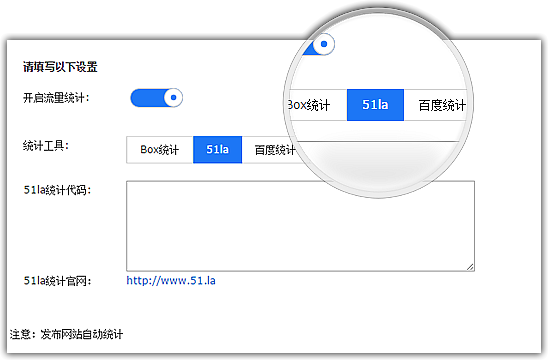 请填写以下设置
开启流里统计：
统计工具： Box统计 51la 百度统计
Box统计 51la 百度统计
51la统计代码：
51la统计官网： http://www.51.la
注意：发布网站自动统计